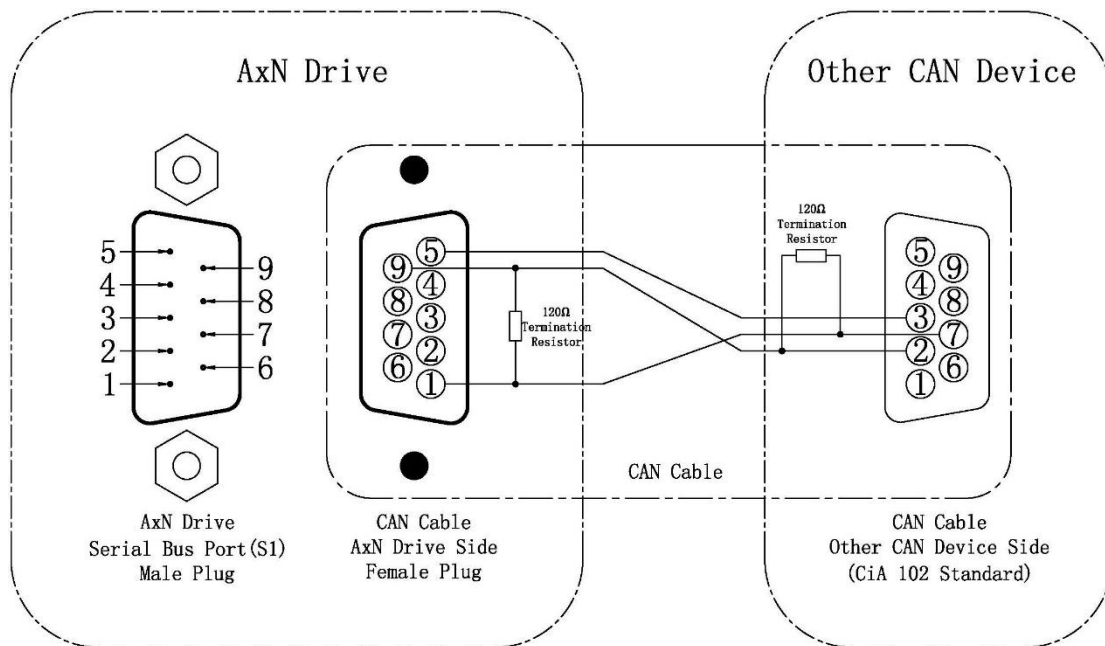 AxN Drive
Other CAN Device
5
4
3
2
1
9
8
7
6
5
9
4
8
3
7
2
6
1
120Ω
Termination
Resistor
120Ω
Termination
Resistor
5
9
4
8
3
7
2
6
1
CAN Cable
AxN Drive
Serial Bus Port(S1)
Male Plug
CAN Cable
AxN Drive Side
Female Plug
CAN Cable
Other CAN Device Side
(CiA 102 Standard)